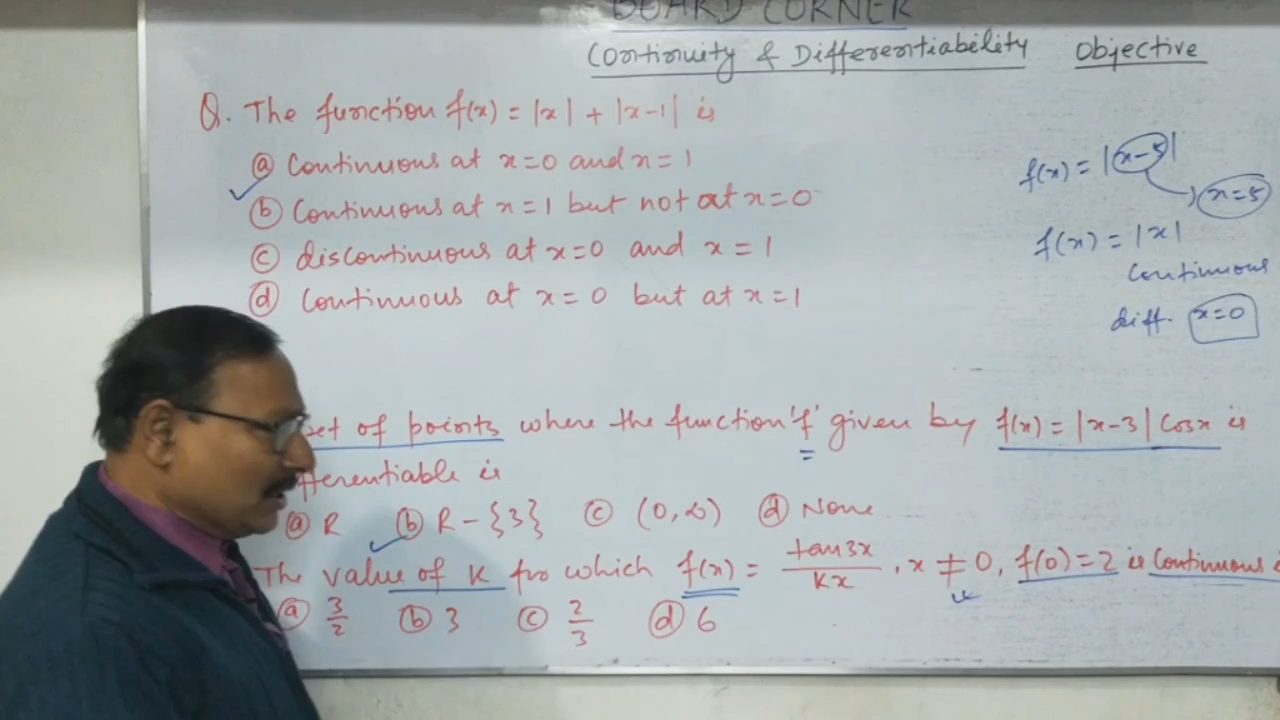 BOARD CORNER
Continuity & Differentiability Objective
Q. The function f(x) = |x| + |x-1| is
ⓐ Continuous at x=0 and x=1
ⓑ Continuous at x=1 but not at x=0
ⓒ discontinuous at x=0 and x=1
ⓓ Continuous at x=0 but at x=1
f(x) = |x-5|
x=5
f(x) = |x|
Continuous
diff. x=0
set of points where the function 'f' given by f(x) = |x-3| Cosx is
fferentiable is
ⓐ R ⓑ R-{3} ⓒ (0,∞) ⓓ None
The value of K for which f(x) = tan3x/Kx , x ≠ 0, f(0)=2 is Continuous
ⓐ 3/2 ⓑ 3 ⓒ 2/3 ⓓ 6